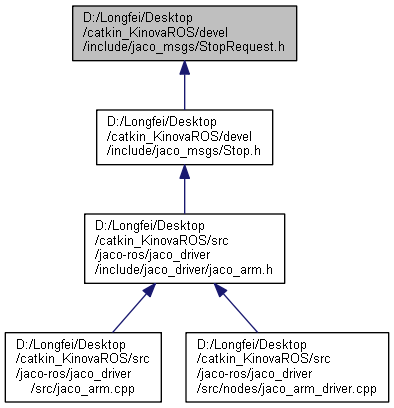 D:/Longfei/Desktop
/catkin_KinovaROS/devel
/include/jaco_msgs/StopRequest.h
D:/Longfei/Desktop
/catkin_KinovaROS/devel
/include/jaco_msgs/Stop.h
D:/Longfei/Desktop
/catkin_KinovaROS/src
/jaco-ros/jaco_driver
/include/jaco_driver/jaco_arm.h
D:/Longfei/Desktop
/catkin_KinovaROS/src
/jaco-ros/jaco_driver
/src/jaco_arm.cpp
D:/Longfei/Desktop
/catkin_KinovaROS/src
/jaco-ros/jaco_driver
/src/nodes/jaco_arm_driver.cpp